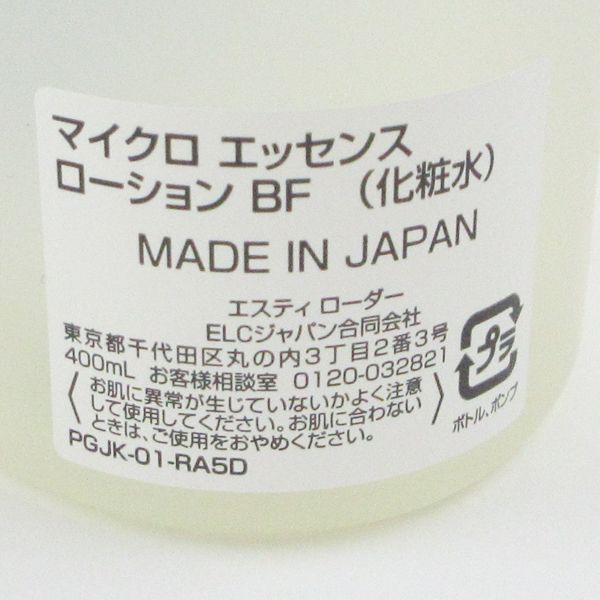 マイクロ エッセンス
ローション BF （化粧水）
MADE IN JAPAN
エスティ ローダー
ELCジャパン合同会社
東京都千代田区丸の内3丁目2番3号
400mL お客様相談室 0120-032821
〈お肌に異常が生じていないかよく注意
して使用してください。お肌に合わない
ときは、ご使用をおやめください。〉
PGJK-01-RA5D
プラ
ボトル、ポンプ